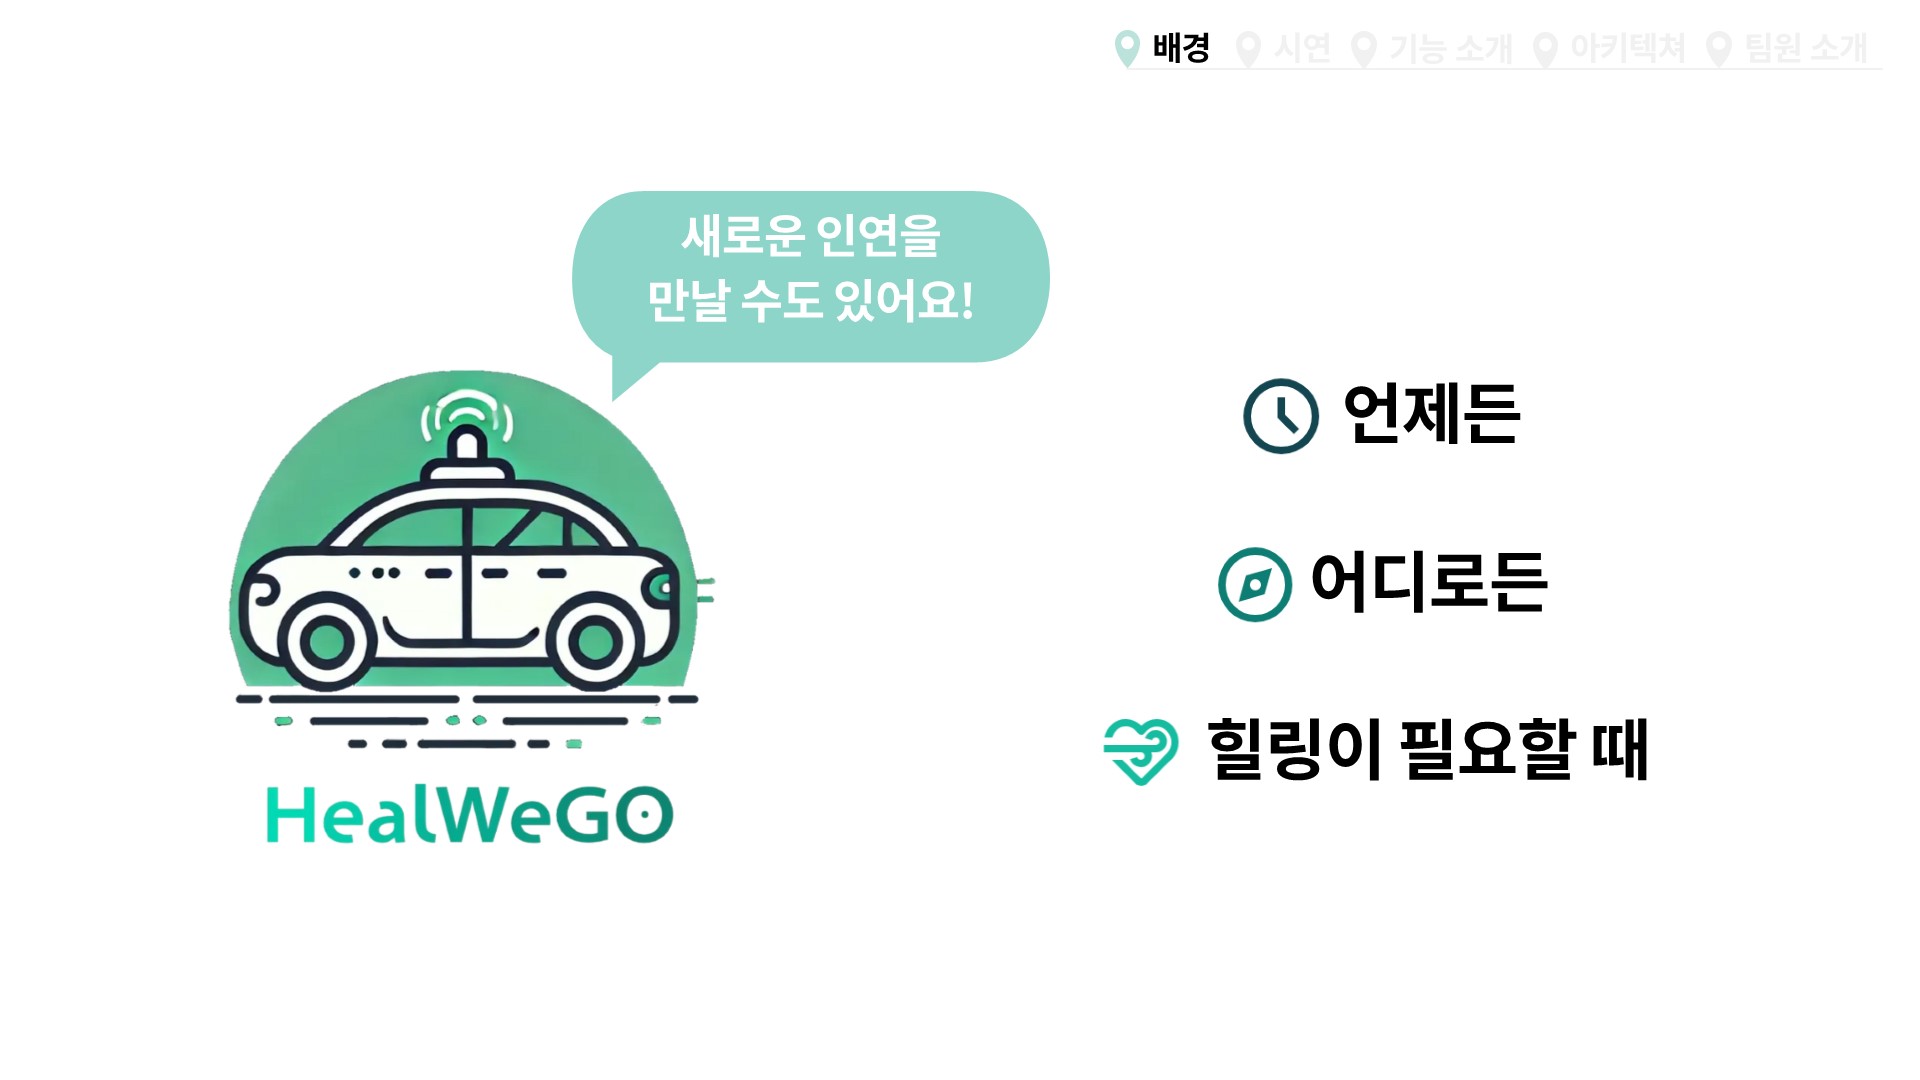 배경 시연 기능 소개 아키텍쳐 팀원 소개
새로운 인연을
만날 수도 있어요!
언제든
어디로든
힐링이 필요할 때
HealWeGO